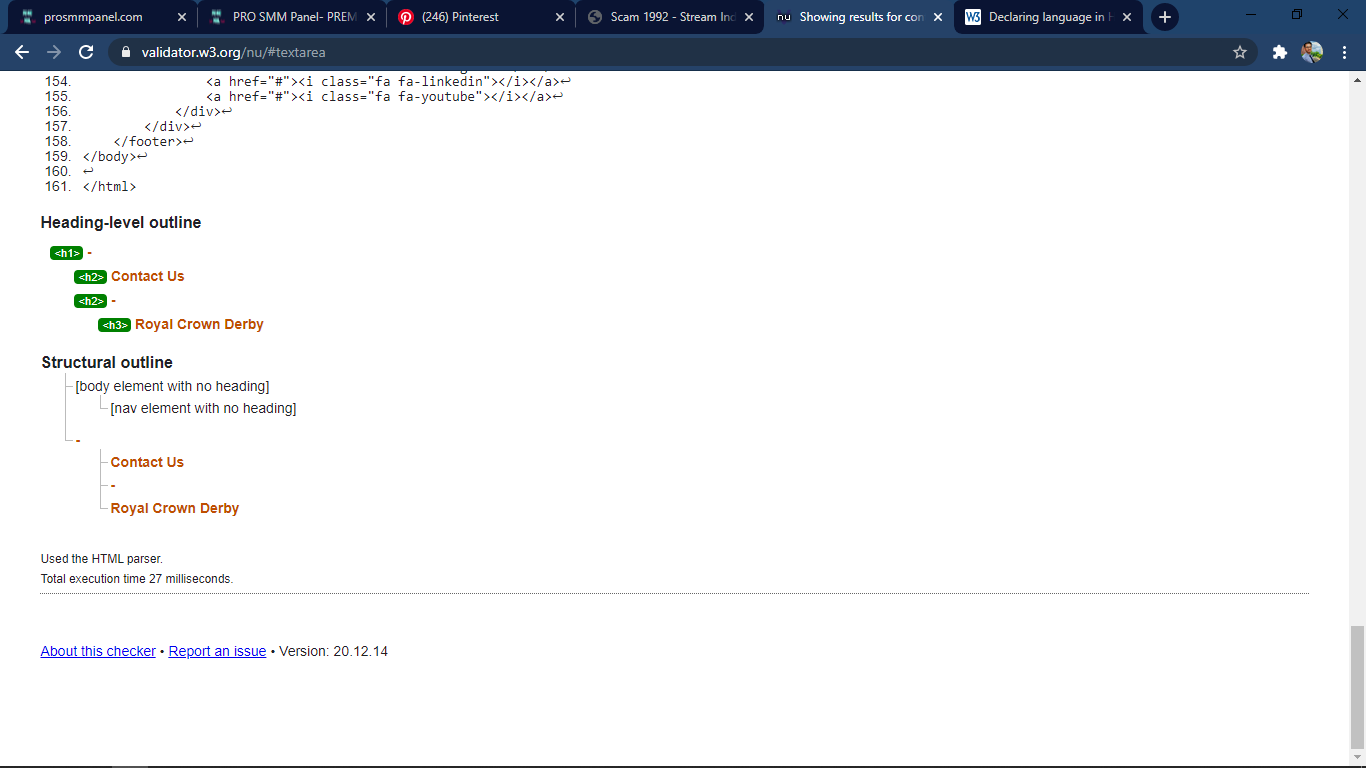 prosmmpanel.com
PRO SMM Panel- PREM
(246) Pinterest
Scam 1992 - Stream Ind
nu Showing results for con
W3 Declaring language in H
validator.w3.org/nu/#textarea
154. <a href="#"><i class="fa fa-linkedin"></i></a>↩
155. <a href="#"><i class="fa fa-youtube"></i></a>↩
156. </div>↩
157. </div>↩
158. </footer>↩
159. </body>↩
160. ↩
161. </html>
Heading-level outline
<h1> -
<h2> Contact Us
<h2> -
<h3> Royal Crown Derby
Structural outline
[body element with no heading]
[nav element with no heading]
-
Contact Us
-
Royal Crown Derby
Used the HTML parser.
Total execution time 27 milliseconds.
About this checker • Report an issue • Version: 20.12.14